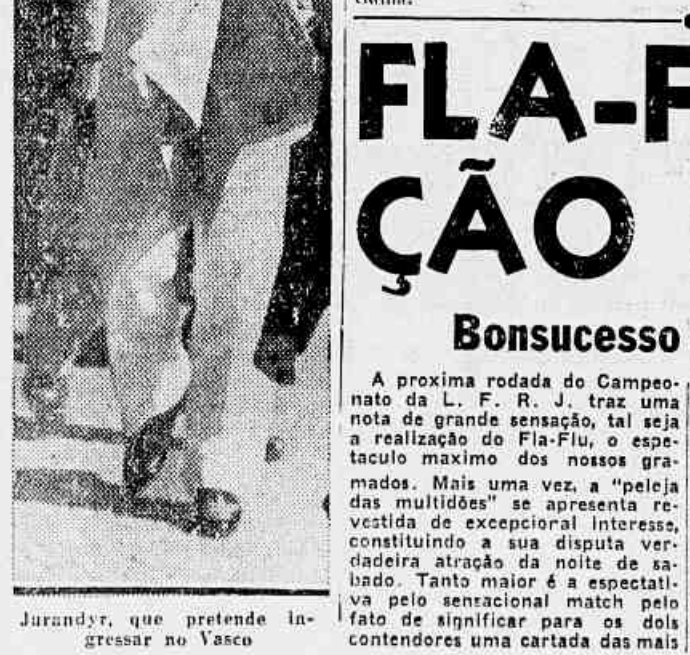 Jurandyr, que pretende in-
gressar no Vasco
FLA-F
ÇÃO
Bonsucesso
A proxima rodada do Campeo-
nato da L. F. R. J. traz uma
nota de grande sensação, tal seja
a realização do Fla-Flu, o espe-
taculo maximo dos nossos gra-
mados. Mais uma vez, a "peleja
das multidões" se apresenta re-
vestida de excepcional interesse,
constituindo a sua disputa ver-
dadeira atração da noite de sa-
bado. Tanto maior é a espectati-
va pelo sensacional match pelo
fato de significar para os dois
contendores uma cartada das mais